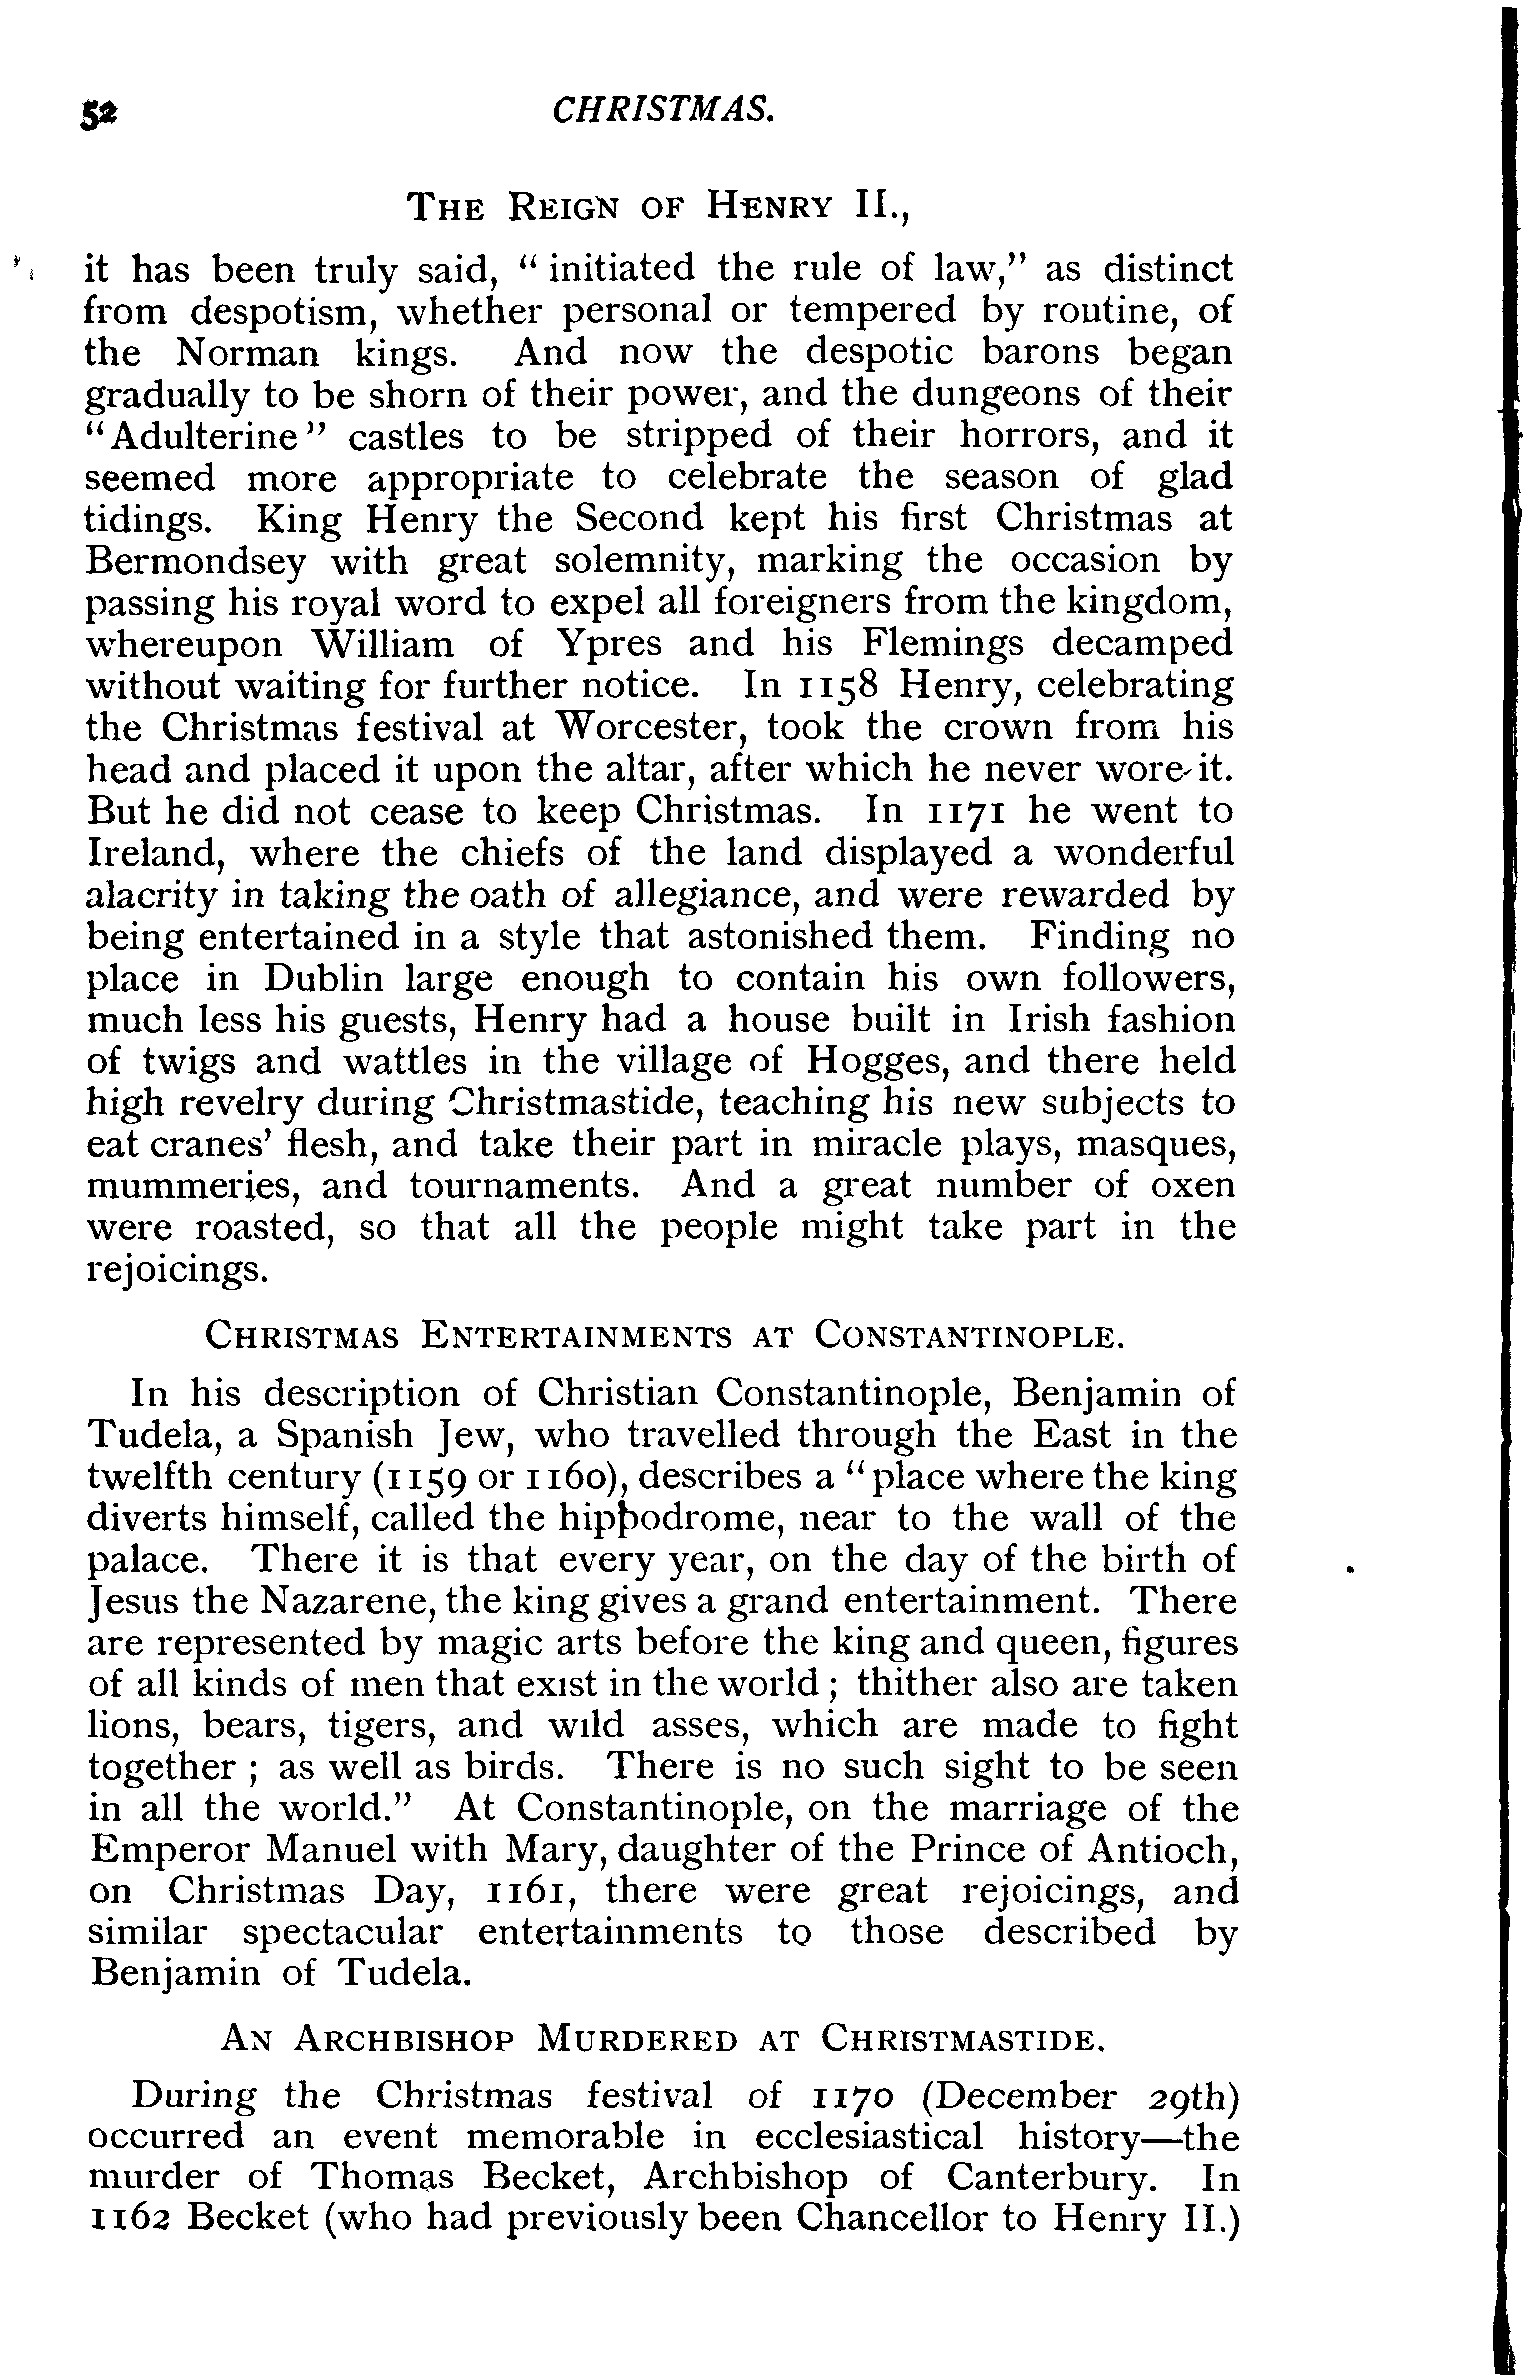 52 CHRISTMAS.
THE REIGN OF HENRY II.,
it has been truly said, “ initiated the rule of law,” as distinct
from despotism, whether personal or tempered by routine, of
the Norman kings. And now the despotic barons began
gradually to be shorn of their power, and the dungeons of their
“Adulterine” castles to be stripped of their horrors, and it
seemed more appropriate to celebrate the season of glad
tidings. King Henry the Second kept his first Christmas at
Bermondsey with great solemnity, marking the occasion by
passing his royal word to expel all foreigners from the kingdom,
whereupon William of Ypres and his Flemings decamped
without waiting for further notice. In 1158 Henry, celebrating
the Christmas festival at Worcester, took the crown from his
head and placed it upon the altar, after which he never wore it.
But he did not cease to keep Christmas. In 1171 he went to
Ireland, where the chiefs of the land displayed a wonderful
alacrity in taking the oath of allegiance, and were rewarded by
being entertained in a style that astonished them. Finding no
place in Dublin large enough to contain his own followers,
much less his guests, Henry had a house built in Irish fashion
of twigs and wattles in the village of Hogges, and there held
high revelry during Christmastide, teaching his new subjects to
eat cranes’ flesh, and take their part in miracle plays, masques,
mummeries, and tournaments. And a great number of oxen
were roasted, so that all the people might take part in the
rejoicings.
CHRISTMAS ENTERTAINMENTS AT CONSTANTINOPLE.
In his description of Christian Constantinople, Benjamin of
Tudela, a Spanish Jew, who travelled through the East in the
twelfth century (1159 or 1160), describes a “place where the king
diverts himself, called the hippodrome, near to the wall of the
palace. There it is that every year, on the day of the birth of
Jesus the Nazarene, the king gives a grand entertainment. There
are represented by magic arts before the king and queen, figures
of all kinds of men that exist in the world ; thither also are taken
lions, bears, tigers, and wild asses, which are made to fight
together ; as well as birds. There is no such sight to be seen
in all the world.” At Constantinople, on the marriage of the
Emperor Manuel with Mary, daughter of the Prince of Antioch,
on Christmas Day, 1161, there were great rejoicings, and
similar spectacular entertainments to those described by
Benjamin of Tudela.
AN ARCHBISHOP MURDERED AT CHRISTMASTIDE.
During the Christmas festival of 1170 (December 29th)
occurred an event memorable in ecclesiastical history—the
murder of Thomas Becket, Archbishop of Canterbury. In
1162 Becket (who had previously been Chancellor to Henry II.)